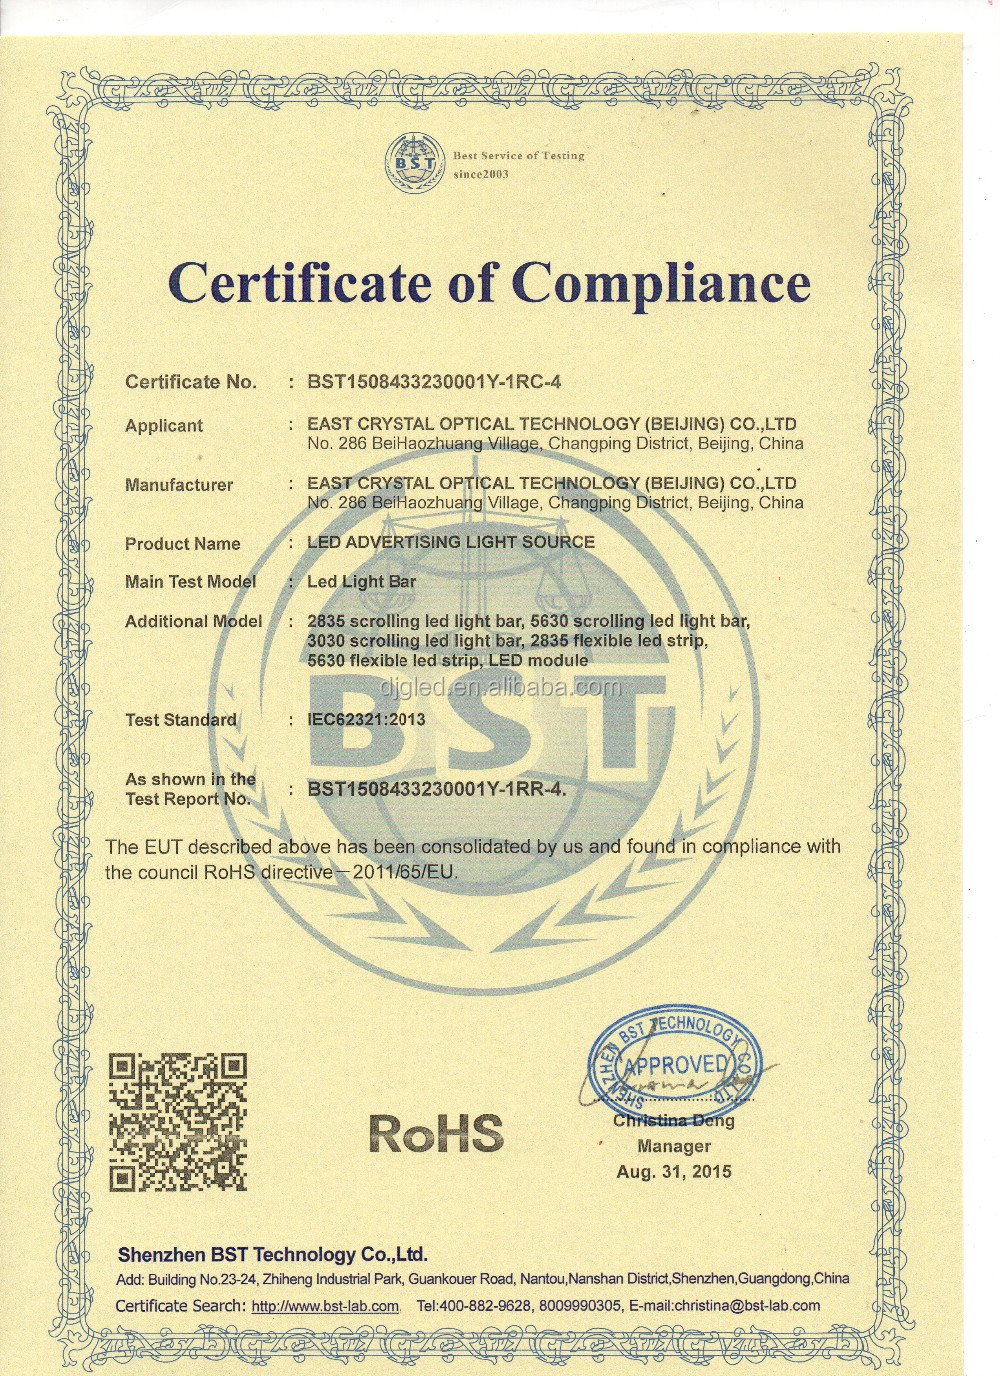 BST
Best Service of Testing
since2003
Certificate of Compliance
Certificate No. : BST1508433230001Y-1RC-4
Applicant : EAST CRYSTAL OPTICAL TECHNOLOGY (BEIJING) CO.,LTD
No. 286 BeiHaozhuang Village, Changping District, Beijing, China
Manufacturer : EAST CRYSTAL OPTICAL TECHNOLOGY (BEIJING) CO.,LTD
No. 286 BeiHaozhuang Village, Changping District, Beijing, China
Product Name : LED ADVERTISING LIGHT SOURCE
Main Test Model : Led Light Bar
Additional Model : 2835 scrolling led light bar, 5630 scrolling led light bar,
3030 scrolling led light bar, 2835 flexible led strip,
5630 flexible led strip, LED module
djgled.en.alibaba.com
BST
Test Standard : IEC62321:2013
As shown in the
Test Report No. : BST1508433230001Y-1RR-4.
The EUT described above has been consolidated by us and found in compliance with
the council RoHS directive—2011/65/EU.
SHENZHEN BST TECHNOLOGY CO.,LTD
APPROVED
RoHS
Christina Deng
Manager
Aug. 31, 2015
Shenzhen BST Technology Co.,Ltd.
Add: Building No.23-24, Zhiheng Industrial Park, Guankouer Road, Nantou,Nanshan District,Shenzhen,Guangdong,China
Certificate Search: http://www.bst-lab.com. Tel:400-882-9628, 8009990305, E-mail:christina@bst-lab.com